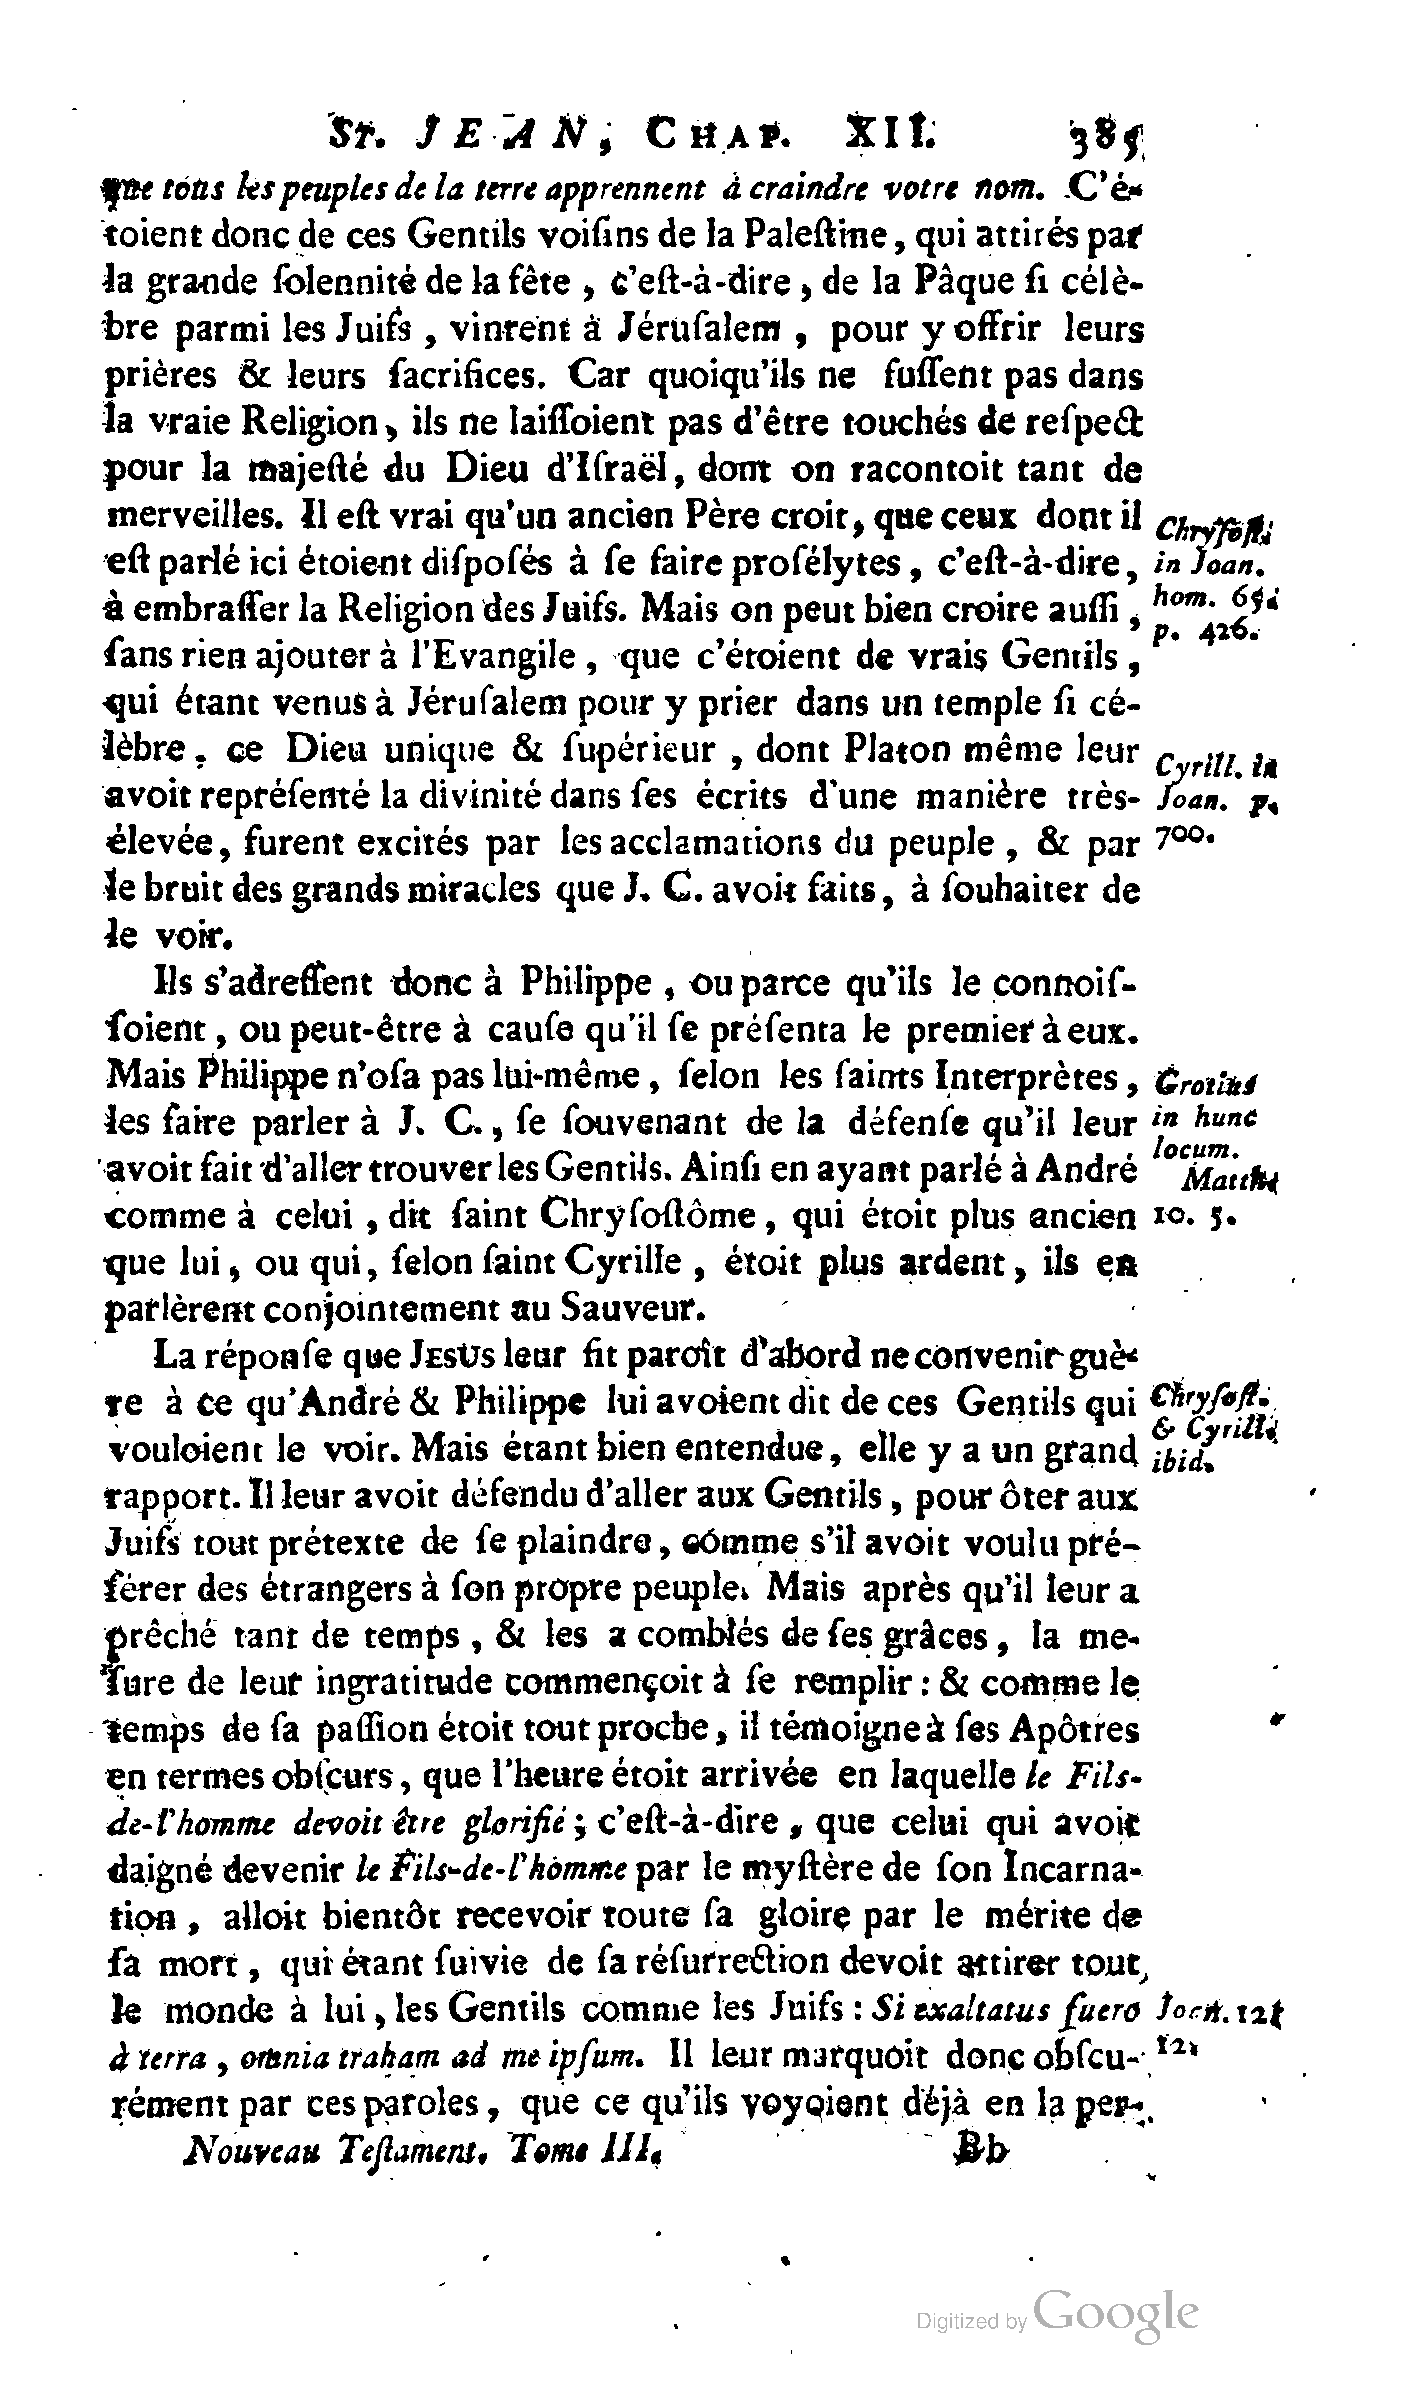 St. JEAN, CHAP. XII. 385
que tous les peuples de la terre apprennent à craindre votre nom. C'é-
toient donc de ces Gentils voiſins de la Paleſtine, qui attirés par
la grande ſolennité de la fête, c'eſt-à-dire, de la Pâque ſi célè-
bre parmi les Juifs, vinrent à Jéruſalem, pour y offrir leurs
prières & leurs ſacrifices. Car quoiqu'ils ne fuſſent pas dans
la vraie Religion, ils ne laiſſoient pas d'être touchés de reſpect
pour la majeſté du Dieu d'Iſraël, dont on racontoit tant de
merveilles. Il eſt vrai qu'un ancien Père croit, que ceux dont il
eſt parlé ici étoient diſpoſés à ſe faire proſélytes, c'eſt-à-dire,
à embraſſer la Religion des Juifs. Mais on peut bien croire auſſi,
ſans rien ajouter à l'Evangile, que c'étoient de vrais Gentils,
qui étant venus à Jéruſalem pour y prier dans un temple ſi cé-
lèbre, ce Dieu unique & ſupérieur, dont Platon même leur
avoit repréſenté la divinité dans ſes écrits d'une manière très-
élevée, furent excités par les acclamations du peuple, & par
le bruit des grands miracles que J. C. avoit faits, à ſouhaiter de
le voir.
Chryſoſt.
in Joan.
hom. 65.
p. 426.
Cyrill. in
Joan. p.
700.
Ils s'adreſſent donc à Philippe, ou parce qu'ils le connoiſ-
ſoient, ou peut-être à cauſe qu'il ſe préſenta le premier à eux.
Mais Philippe n'oſa pas lui-même, ſelon les ſaints Interprètes,
les faire parler à J. C., ſe ſouvenant de la défenſe qu'il leur
avoit fait d'aller trouver les Gentils. Ainſi en ayant parlé à André
comme à celui, dit ſaint Chryſoſtôme, qui étoit plus ancien
que lui, ou qui, ſelon ſaint Cyrille, étoit plus ardent, ils en
parlèrent conjointement au Sauveur.
Grotius
in hunc
locum.
Matth.
10. 5.
La réponſe que JESUS leur fit paroît d'abord ne convenir guè-
re à ce qu'André & Philippe lui avoient dit de ces Gentils qui
vouloient le voir. Mais étant bien entendue, elle y a un grand
rapport. Il leur avoit défendu d'aller aux Gentils, pour ôter aux
Juifs tout prétexte de ſe plaindre, comme s'il avoit voulu pré-
férer des étrangers à ſon propre peuple. Mais après qu'il leur a
prêché tant de temps, & les a comblés de ſes grâces, la me-
ſure de leur ingratitude commençoit à ſe remplir : & comme le
temps de ſa paſſion étoit tout proche, il témoigne à ſes Apôtres
en termes obſcurs, que l'heure étoit arrivée en laquelle le Fils-
de-l'homme devoit être glorifié ; c'eſt-à-dire, que celui qui avoit
daigné devenir le Fils-de-l'homme par le myſtère de ſon Incarna-
tion, alloit bientôt recevoir toute ſa gloire par le mérite de
ſa mort, qui étant ſuivie de ſa réſurrection devoit attirer tout
le monde à lui, les Gentils comme les Juifs : Si exaltatus fuero
à terra, omnia traham ad me ipſum. Il leur marquoit donc obſcu-
rément par ces paroles, que ce qu'ils voyoient déjà en la per-
Chryſoſt.
& Cyrill.
ibid.
Joan. 12.
Nouveau Teſtament. Tome III. Bb
Digitized by Google